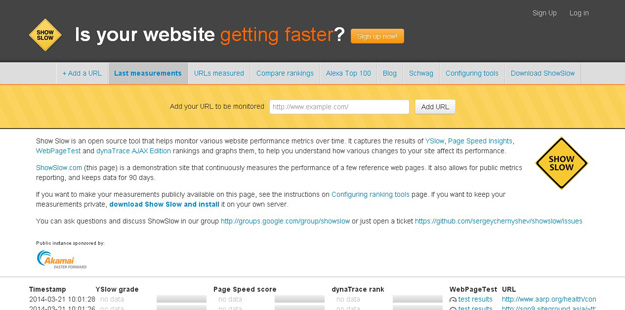 Sign Up Log in
SHOW SLOW
Is your website getting faster? Sign up now!
+ Add a URL Last measurements URLs measured Compare rankings Alexa Top 100 Blog Schwag Configuring tools Download ShowSlow
Add your URL to be monitored http://www.example.com/ Add URL
Show Slow is an open source tool that helps monitor various website performance metrics over time. It captures the results of YSlow, Page Speed Insights,
WebPageTest and dynaTrace AJAX Edition rankings and graphs them, to help you understand how various changes to your site affect its performance.
SHOW SLOW
ShowSlow.com (this page) is a demonstration site that continuously measures the performance of a few reference web pages. It also allows for public
metrics reporting, and keeps data for 90 days.
If you want to make your measurements publicly available on this page, see the instructions on Configuring ranking tools page. If you want to keep your
measurements private, download Show Slow and install it on your own server.
You can ask questions and discuss ShowSlow in our group http://groups.google.com/group/showslow or just open a ticket https://github.com/sergeychernyshev/showslow/issues
Public instance sponsored by:
Akamai
FASTER FORWARD
Timestamp YSlow grade Page Speed score dynaTrace rank WebPageTest URL
2014-03-21 10:01:28 no data no data no data test results http://www.aarp.org/health/con
2014-03-21 10:01:26 no data no data no data test results